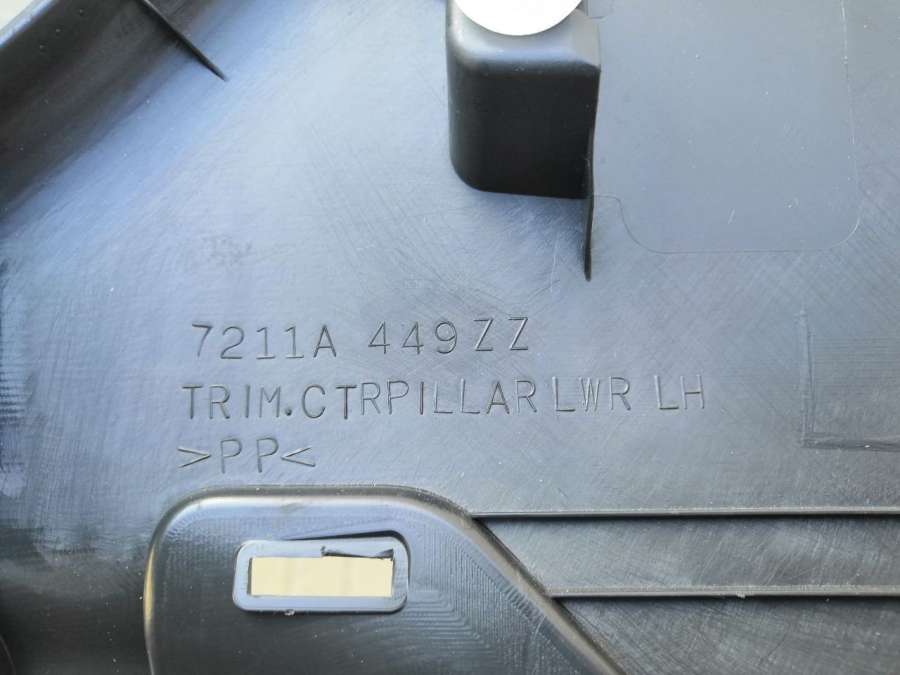 7211A 449ZZ
TRIM.CTRPILLAR LWR LH
>PP<